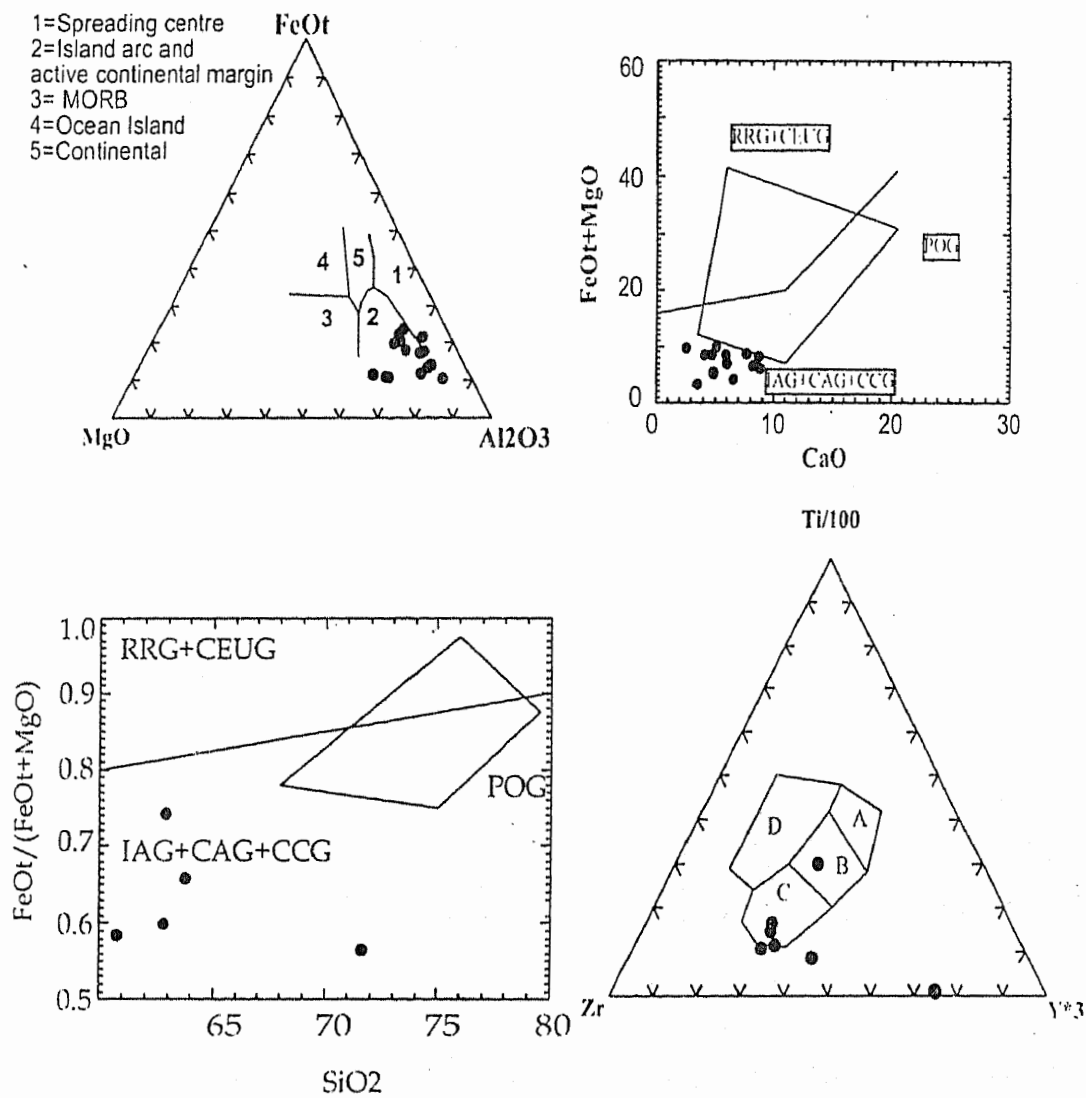 1=Spreading centre
2=Island arc and
active continental margin
3= MORB
4=Ocean Island
5=Continental
FeOt
4
5
1
3
2
MgO
Al2O3
60
40
20
0
FeOt+MgO
RRG+CEUG
POG
IAG+CAG+CCG
0
10
20
30
CaO
1.0
0.9
0.8
0.7
0.6
0.5
FeOt/(FeOt+MgO)
RRG+CEUG
POG
IAG+CAG+CCG
65
70
75
80
SiO2
Ti/100
D
A
B
C
Zr
Y*3